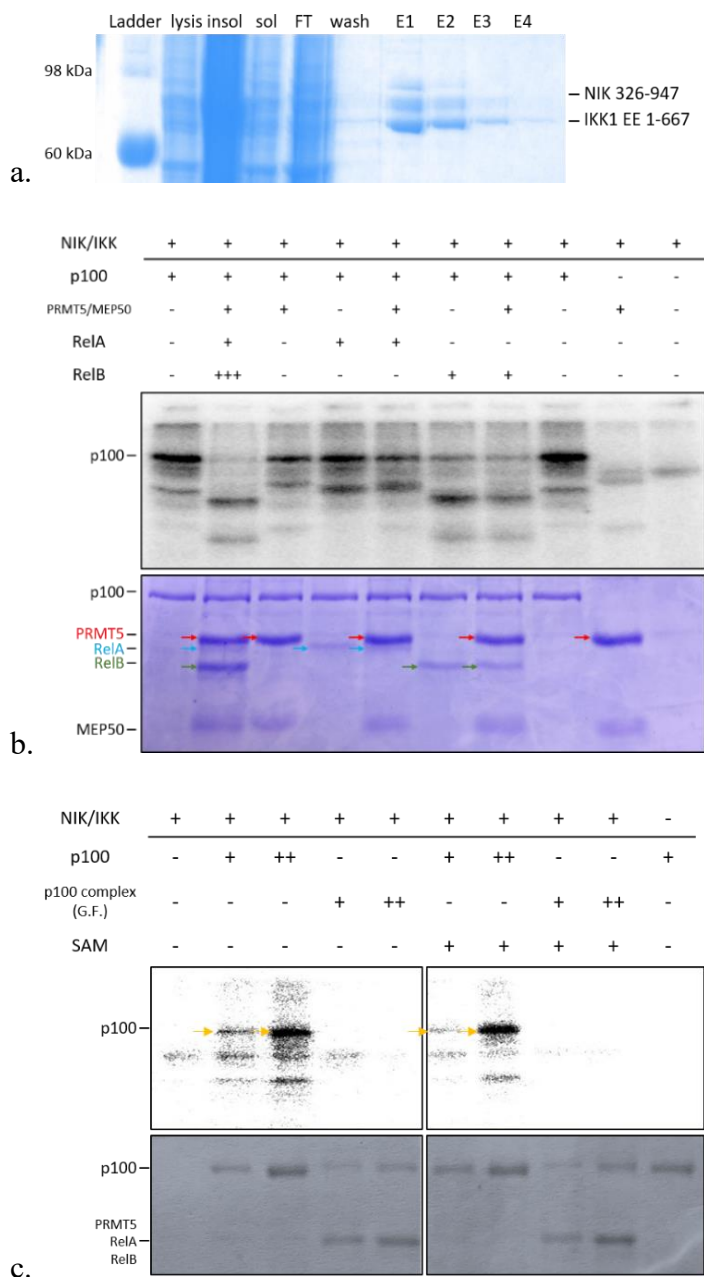 Ladder lysis insol sol FT wash E1 E2 E3 E4
98 kDa
– NIK 326-947
– IKK1 EE 1-667
60 kDa
a.
NIK/IKK + + + + + + + + + +
p100 + + + + + + + + - -
PRMT5/MEP50 - + + - + - + - + -
RelA - + - + + - - - - -
RelB - +++ - - - + + - - -
p100 –
p100 –
PRMT5 –
RelA –
RelB –
MEP50 –
b.
NIK/IKK + + + + + + + + + -
p100 - + ++ - - + ++ - - +
p100 complex
(G.F.) - - - + ++ - - + ++ -
SAM - - - - - + + + + -
p100 –
p100 –
PRMT5
RelA –
RelB
c.